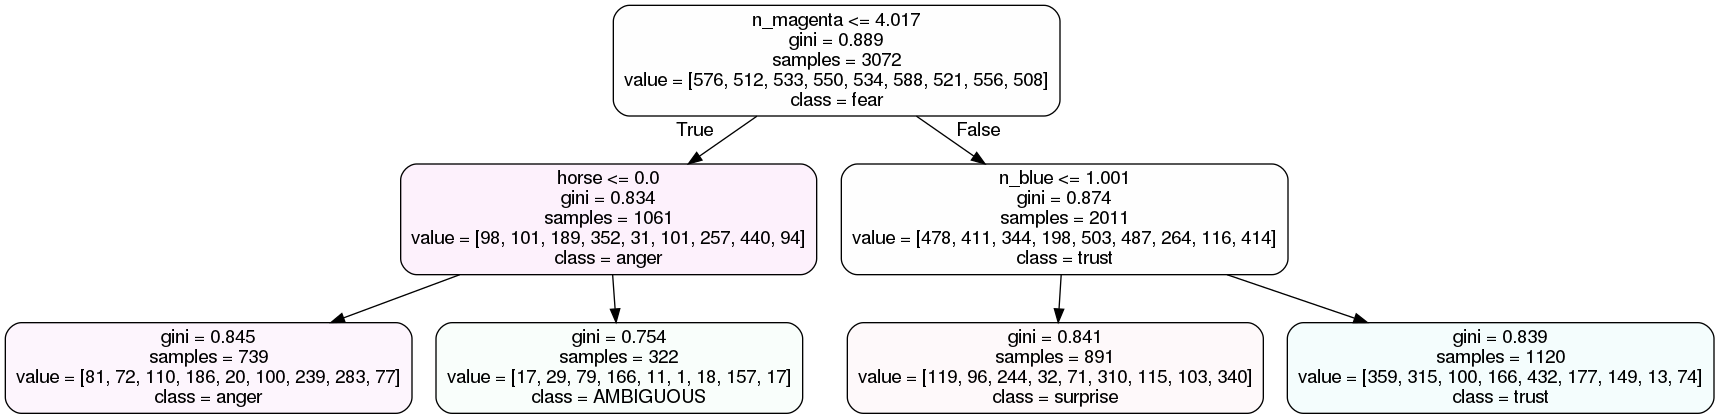 n_magenta <= 4.017
gini = 0.889
samples = 3072
value = [576, 512, 533, 550, 534, 588, 521, 556, 508]
class = fear
True
False
horse <= 0.0
gini = 0.834
samples = 1061
value = [98, 101, 189, 352, 31, 101, 257, 440, 94]
class = anger
n_blue <= 1.001
gini = 0.874
samples = 2011
value = [478, 411, 344, 198, 503, 487, 264, 116, 414]
class = trust
gini = 0.845
samples = 739
value = [81, 72, 110, 186, 20, 100, 239, 283, 77]
class = anger
gini = 0.754
samples = 322
value = [17, 29, 79, 166, 11, 1, 18, 157, 17]
class = AMBIGUOUS
gini = 0.841
samples = 891
value = [119, 96, 244, 32, 71, 310, 115, 103, 340]
class = surprise
gini = 0.839
samples = 1120
value = [359, 315, 100, 166, 432, 177, 149, 13, 74]
class = trust